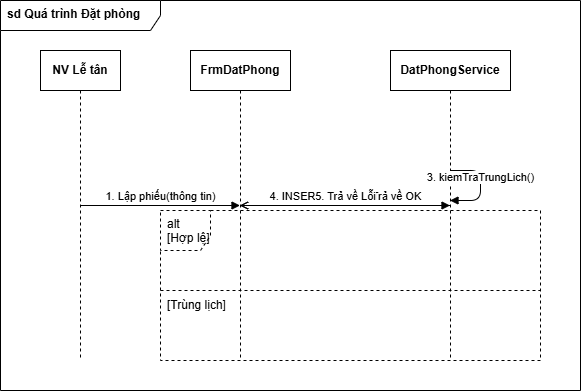 sd Quá trình Đặt phòng
NV Lễ tân
FrmDatPhong
DatPhongService
3. kiemTraTrungLich()
1. Lập phiếu(thông tin)
4. INSER5. Trả về Lỗi rả về OK
alt
[Hợp lệ]
[Trùng lịch]